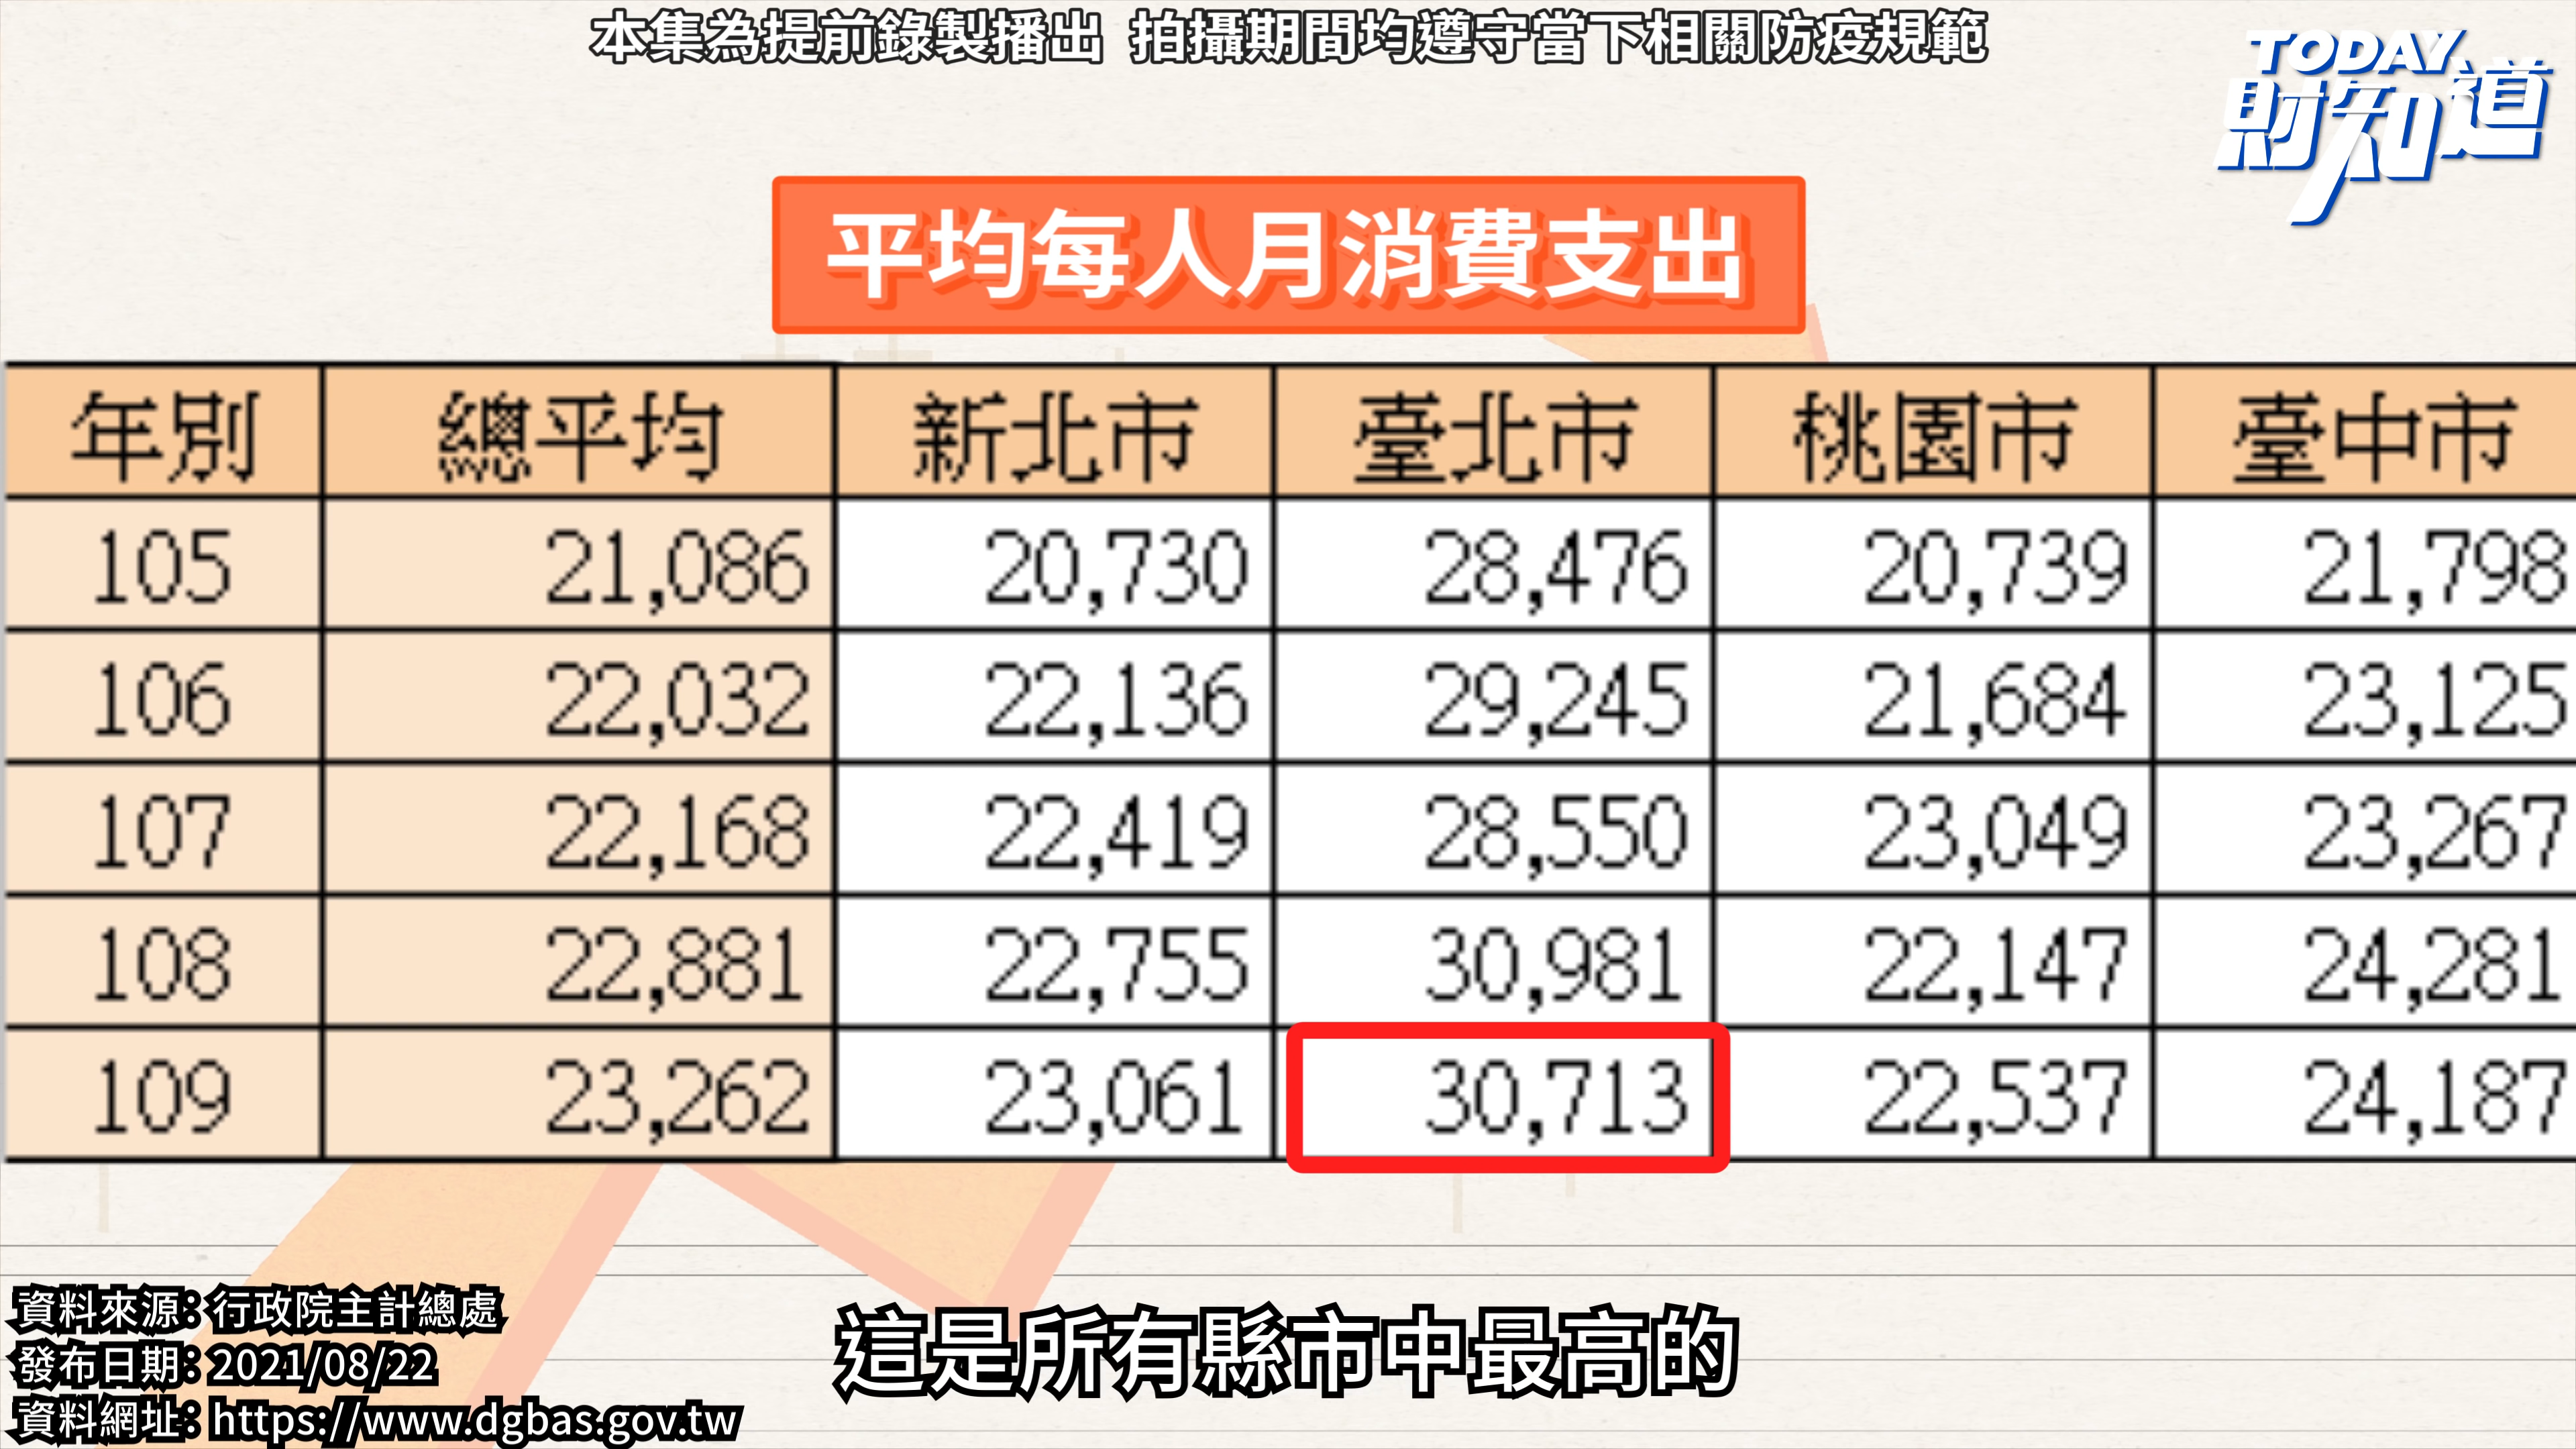 本集為提前錄製播出 拍攝期間均遵守當下相關防疫規範
TODAY
財知道
平均每人月消費支出
年別 總平均 新北市 臺北市 桃園市 臺中市
105 21,086 20,730 28,476 20,739 21,798
106 22,032 22,136 29,245 21,684 23,125
107 22,168 22,419 28,550 23,049 23,267
108 22,881 22,755 30,981 22,147 24,281
109 23,262 23,061 30,713 22,537 24,187
資料來源：行政院主計總處
發布日期：2021/08/22
資料網址：https://www.dgbas.gov.tw
這是所有縣市中最高的